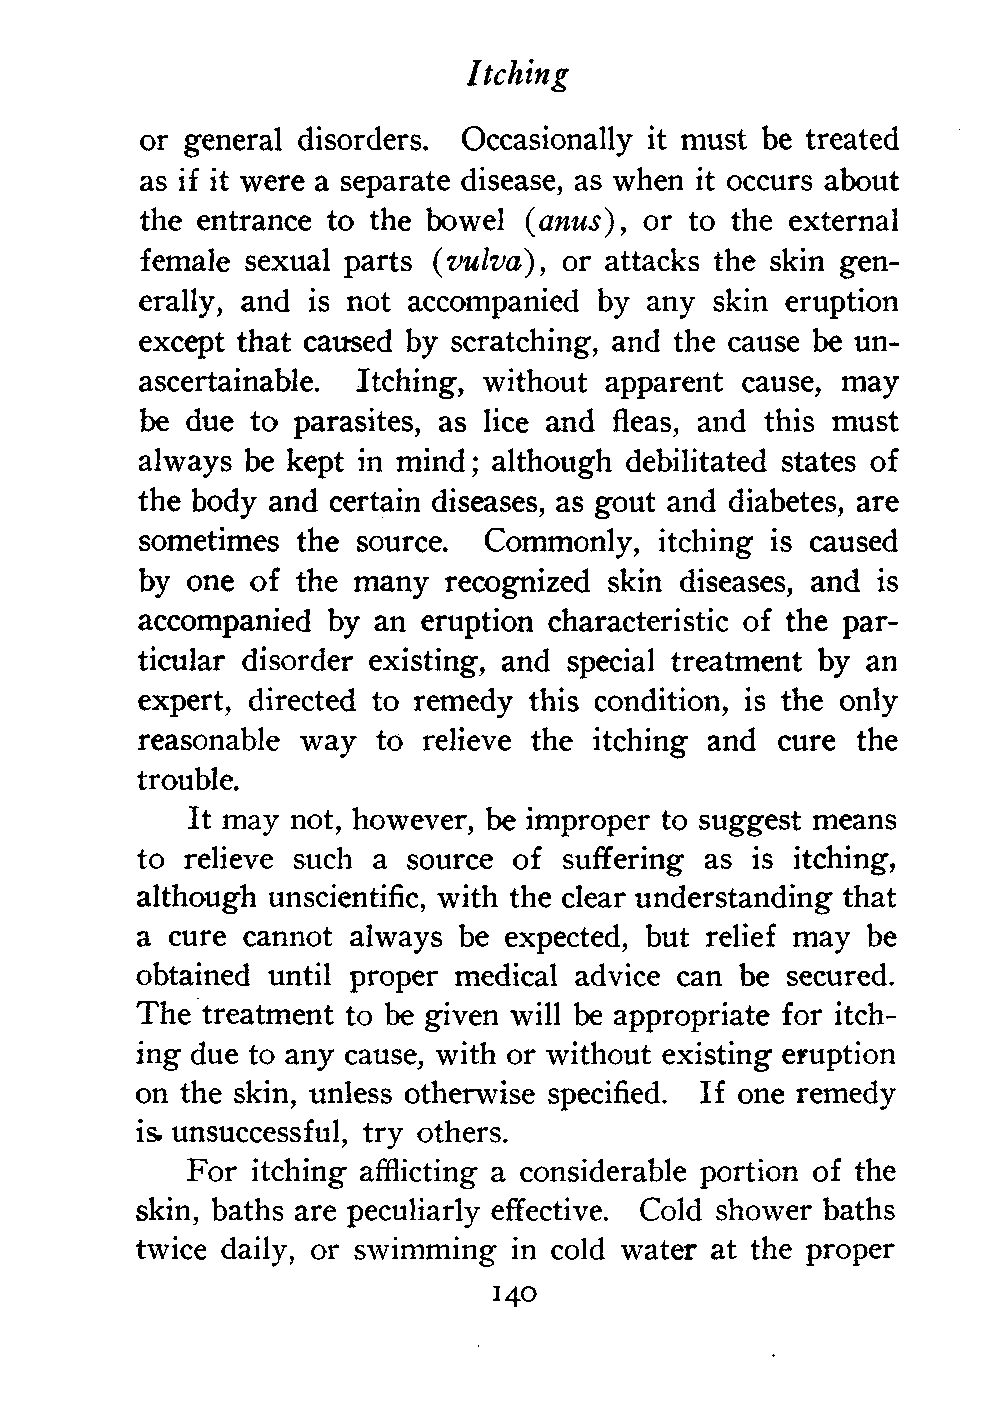 Itching
or general disorders. Occasionally it must be treated
as if it were a separate disease, as when it occurs about
the entrance to the bowel (anus), or to the external
female sexual parts (vulva), or attacks the skin gen-
erally, and is not accompanied by any skin eruption
except that caused by scratching, and the cause be un-
ascertainable. Itching, without apparent cause, may
be due to parasites, as lice and fleas, and this must
always be kept in mind; although debilitated states of
the body and certain diseases, as gout and diabetes, are
sometimes the source. Commonly, itching is caused
by one of the many recognized skin diseases, and is
accompanied by an eruption characteristic of the par-
ticular disorder existing, and special treatment by an
expert, directed to remedy this condition, is the only
reasonable way to relieve the itching and cure the
trouble.
It may not, however, be improper to suggest means
to relieve such a source of suffering as is itching,
although unscientific, with the clear understanding that
a cure cannot always be expected, but relief may be
obtained until proper medical advice can be secured.
The treatment to be given will be appropriate for itch-
ing due to any cause, with or without existing eruption
on the skin, unless otherwise specified. If one remedy
is unsuccessful, try others.
For itching afflicting a considerable portion of the
skin, baths are peculiarly effective. Cold shower baths
twice daily, or swimming in cold water at the proper
140